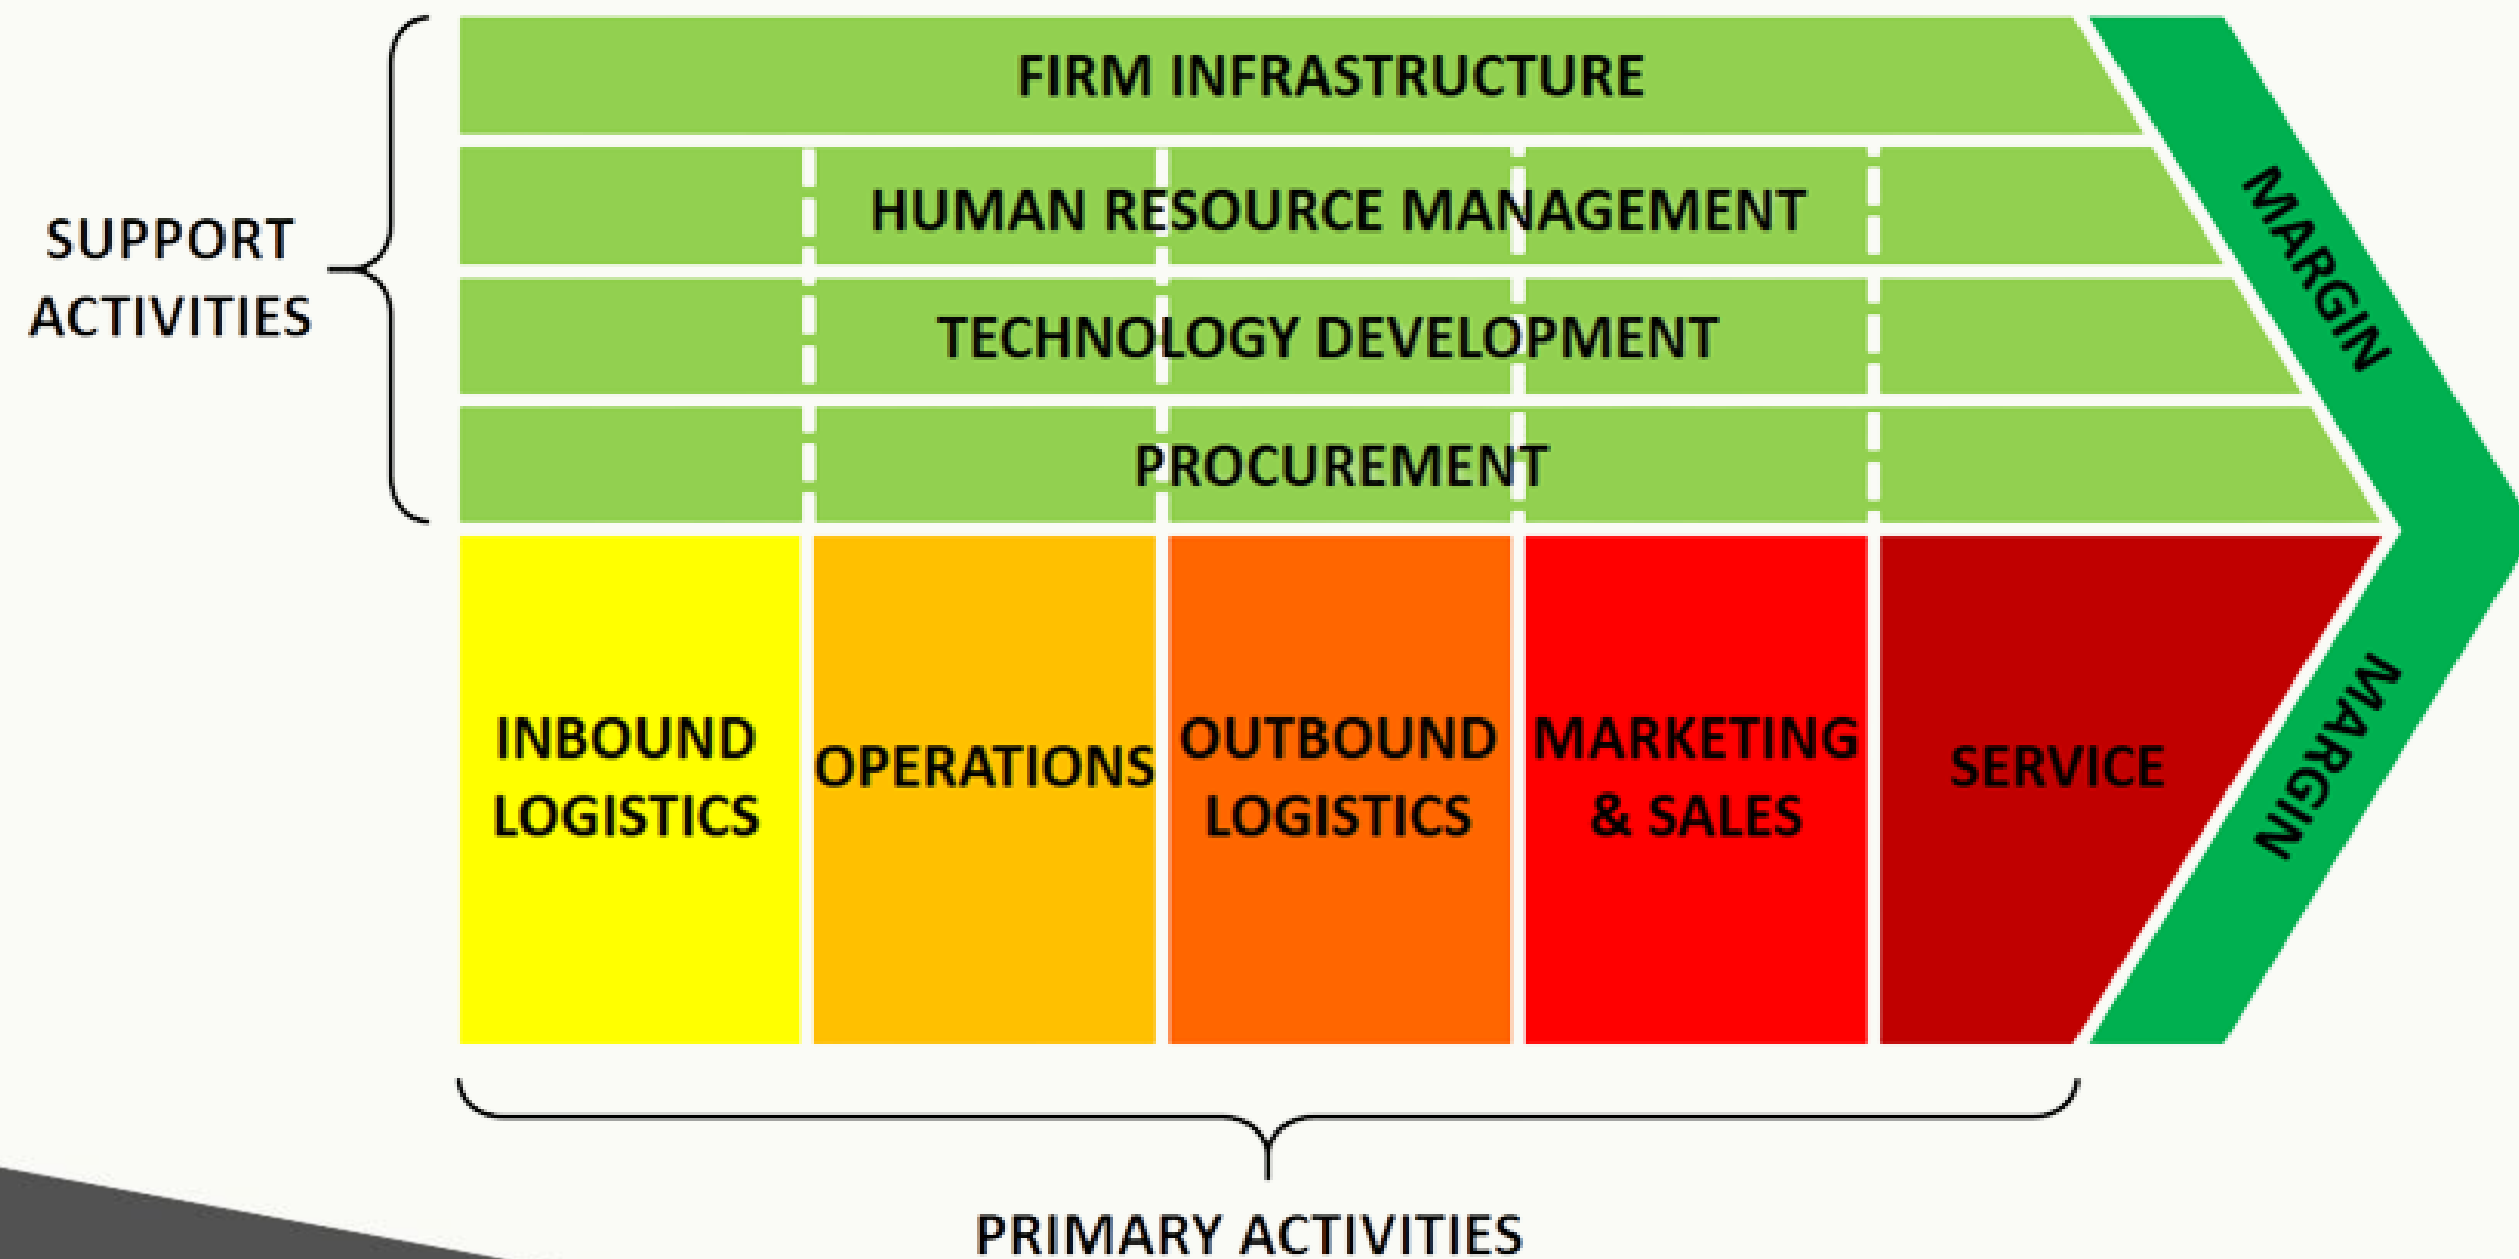 FIRM INFRASTRUCTURE
HUMAN RESOURCE MANAGEMENT
TECHNOLOGY DEVELOPMENT
PROCUREMENT
SUPPORT
ACTIVITIES
MARGIN
INBOUND
LOGISTICS
OPERATIONS
OUTBOUND
LOGISTICS
MARKETING
& SALES
SERVICE
MARGIN
PRIMARY ACTIVITIES